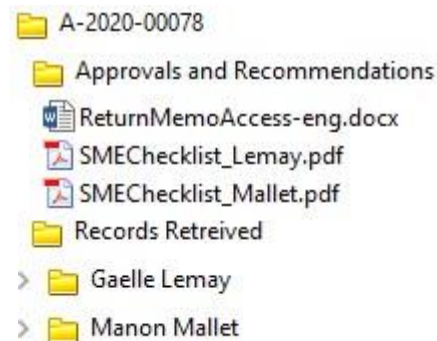 A-2020-00078
Approvals and Recommendations
ReturnMemoAccess-eng.docx
SMEChecklist_Lemay.pdf
SMEChecklist_Mallet.pdf
Records Retreived
Gaelle Lemay
Manon Mallet